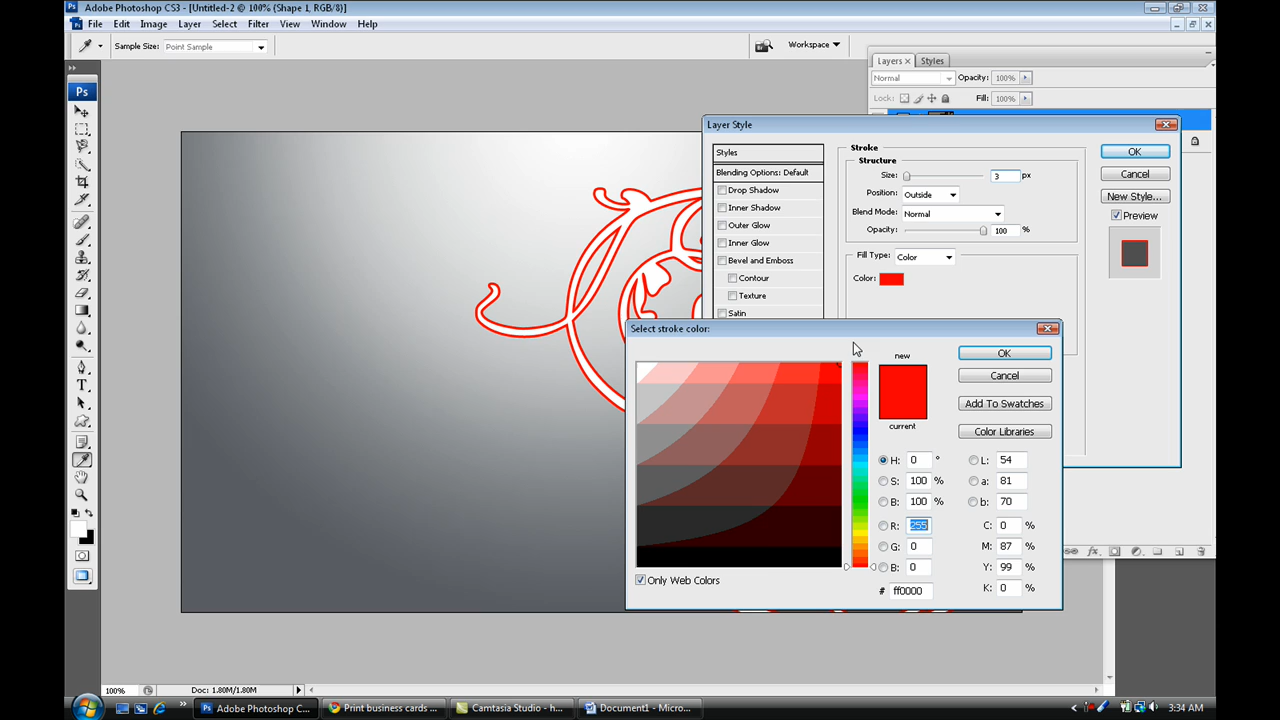 Adobe Photoshop CS3 - [Untitled-2 @ 100% (Shape 1, RGB/8)]
File Edit Image Layer Select Filter View Window Help
Sample Size: Point Sample
Workspace
Layers x Styles
Normal Opacity: 100%
Lock: Fill: 100%
Ps
Layer Style
Styles
Blending Options: Default
Drop Shadow
Inner Shadow
Outer Glow
Inner Glow
Bevel and Emboss
Contour
Texture
Satin
Stroke
Structure
Size: 3 px
Position: Outside
Blend Mode: Normal
Opacity: 100 %
Fill Type: Color
Color:
OK
Cancel
New Style...
Preview
Select stroke color:
new
current
OK
Cancel
Add To Swatches
Color Libraries
H: 0 °
S: 100 %
B: 100 %
R: 255
G: 0
B: 0
# ff0000
L: 54
a: 81
b: 70
C: 0 %
M: 87 %
Y: 99 %
K: 0 %
Only Web Colors
100% Doc: 1.80M/1.80M
Adobe Photoshop C... Print business cards ... Camtasia Studio - h... Document1 - Micro... 3:34 AM